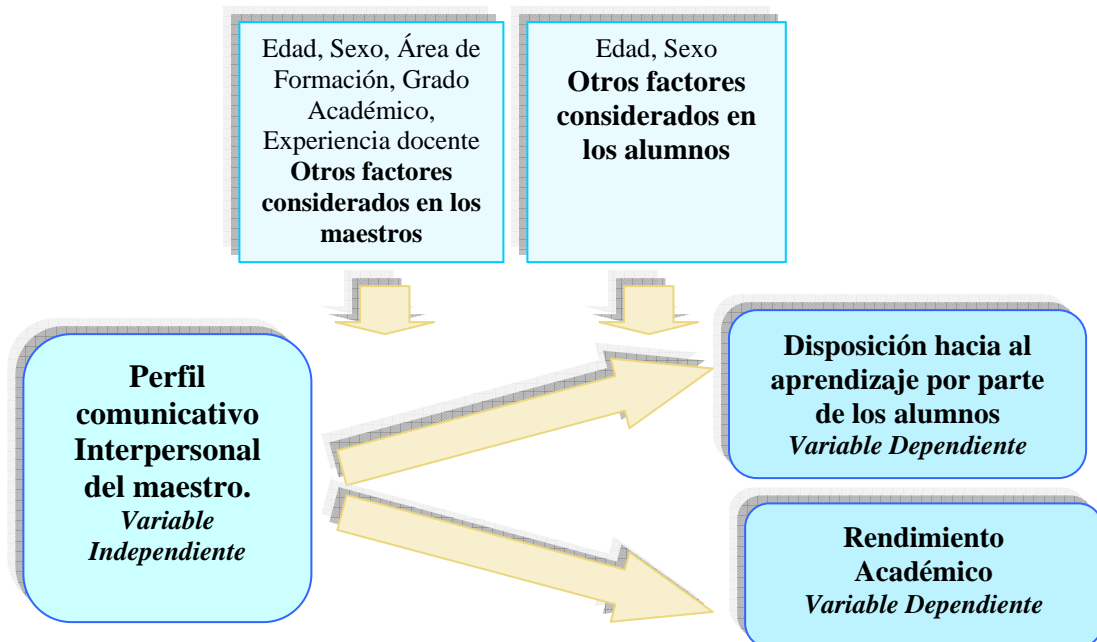 Edad, Sexo, Área de
Formación, Grado
Académico,
Experiencia docente
Otros factores
considerados en los
maestros
Edad, Sexo
Otros factores
considerados en
los alumnos
Perfil
comunicativo
Interpersonal
del maestro.
Variable
Independiente
Disposición hacia al
aprendizaje por parte
de los alumnos
Variable Dependiente
Rendimiento
Académico
Variable Dependiente